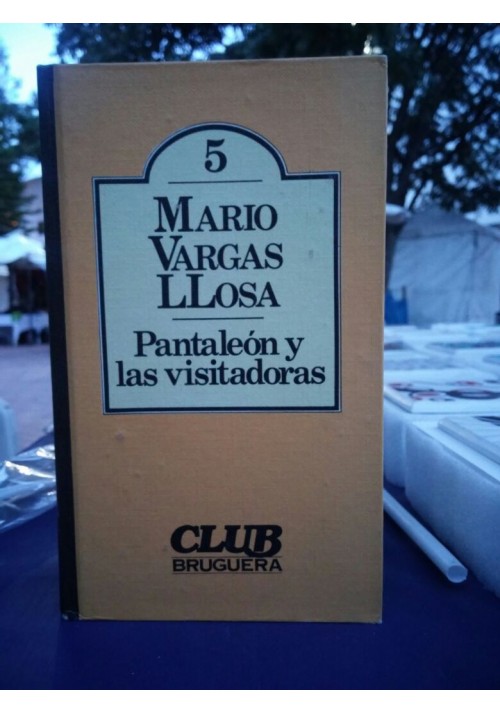 5
MARIO
VARGAS
LLOSA
Pantaleón y
las visitadoras
CLUB
BRUGUERA